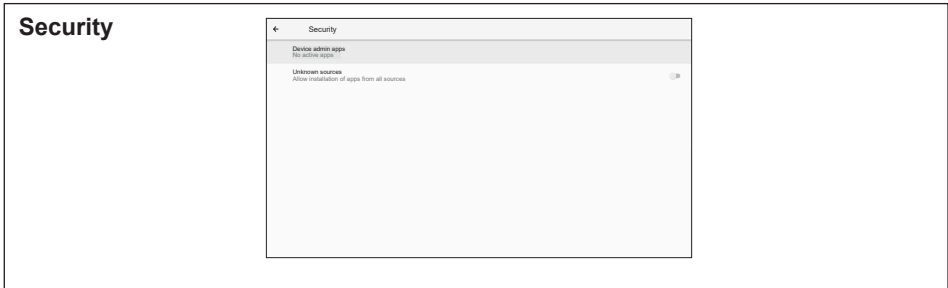 Security
Security
Device admin apps
No active apps
Unknown sources
Allow installation of apps from all sources